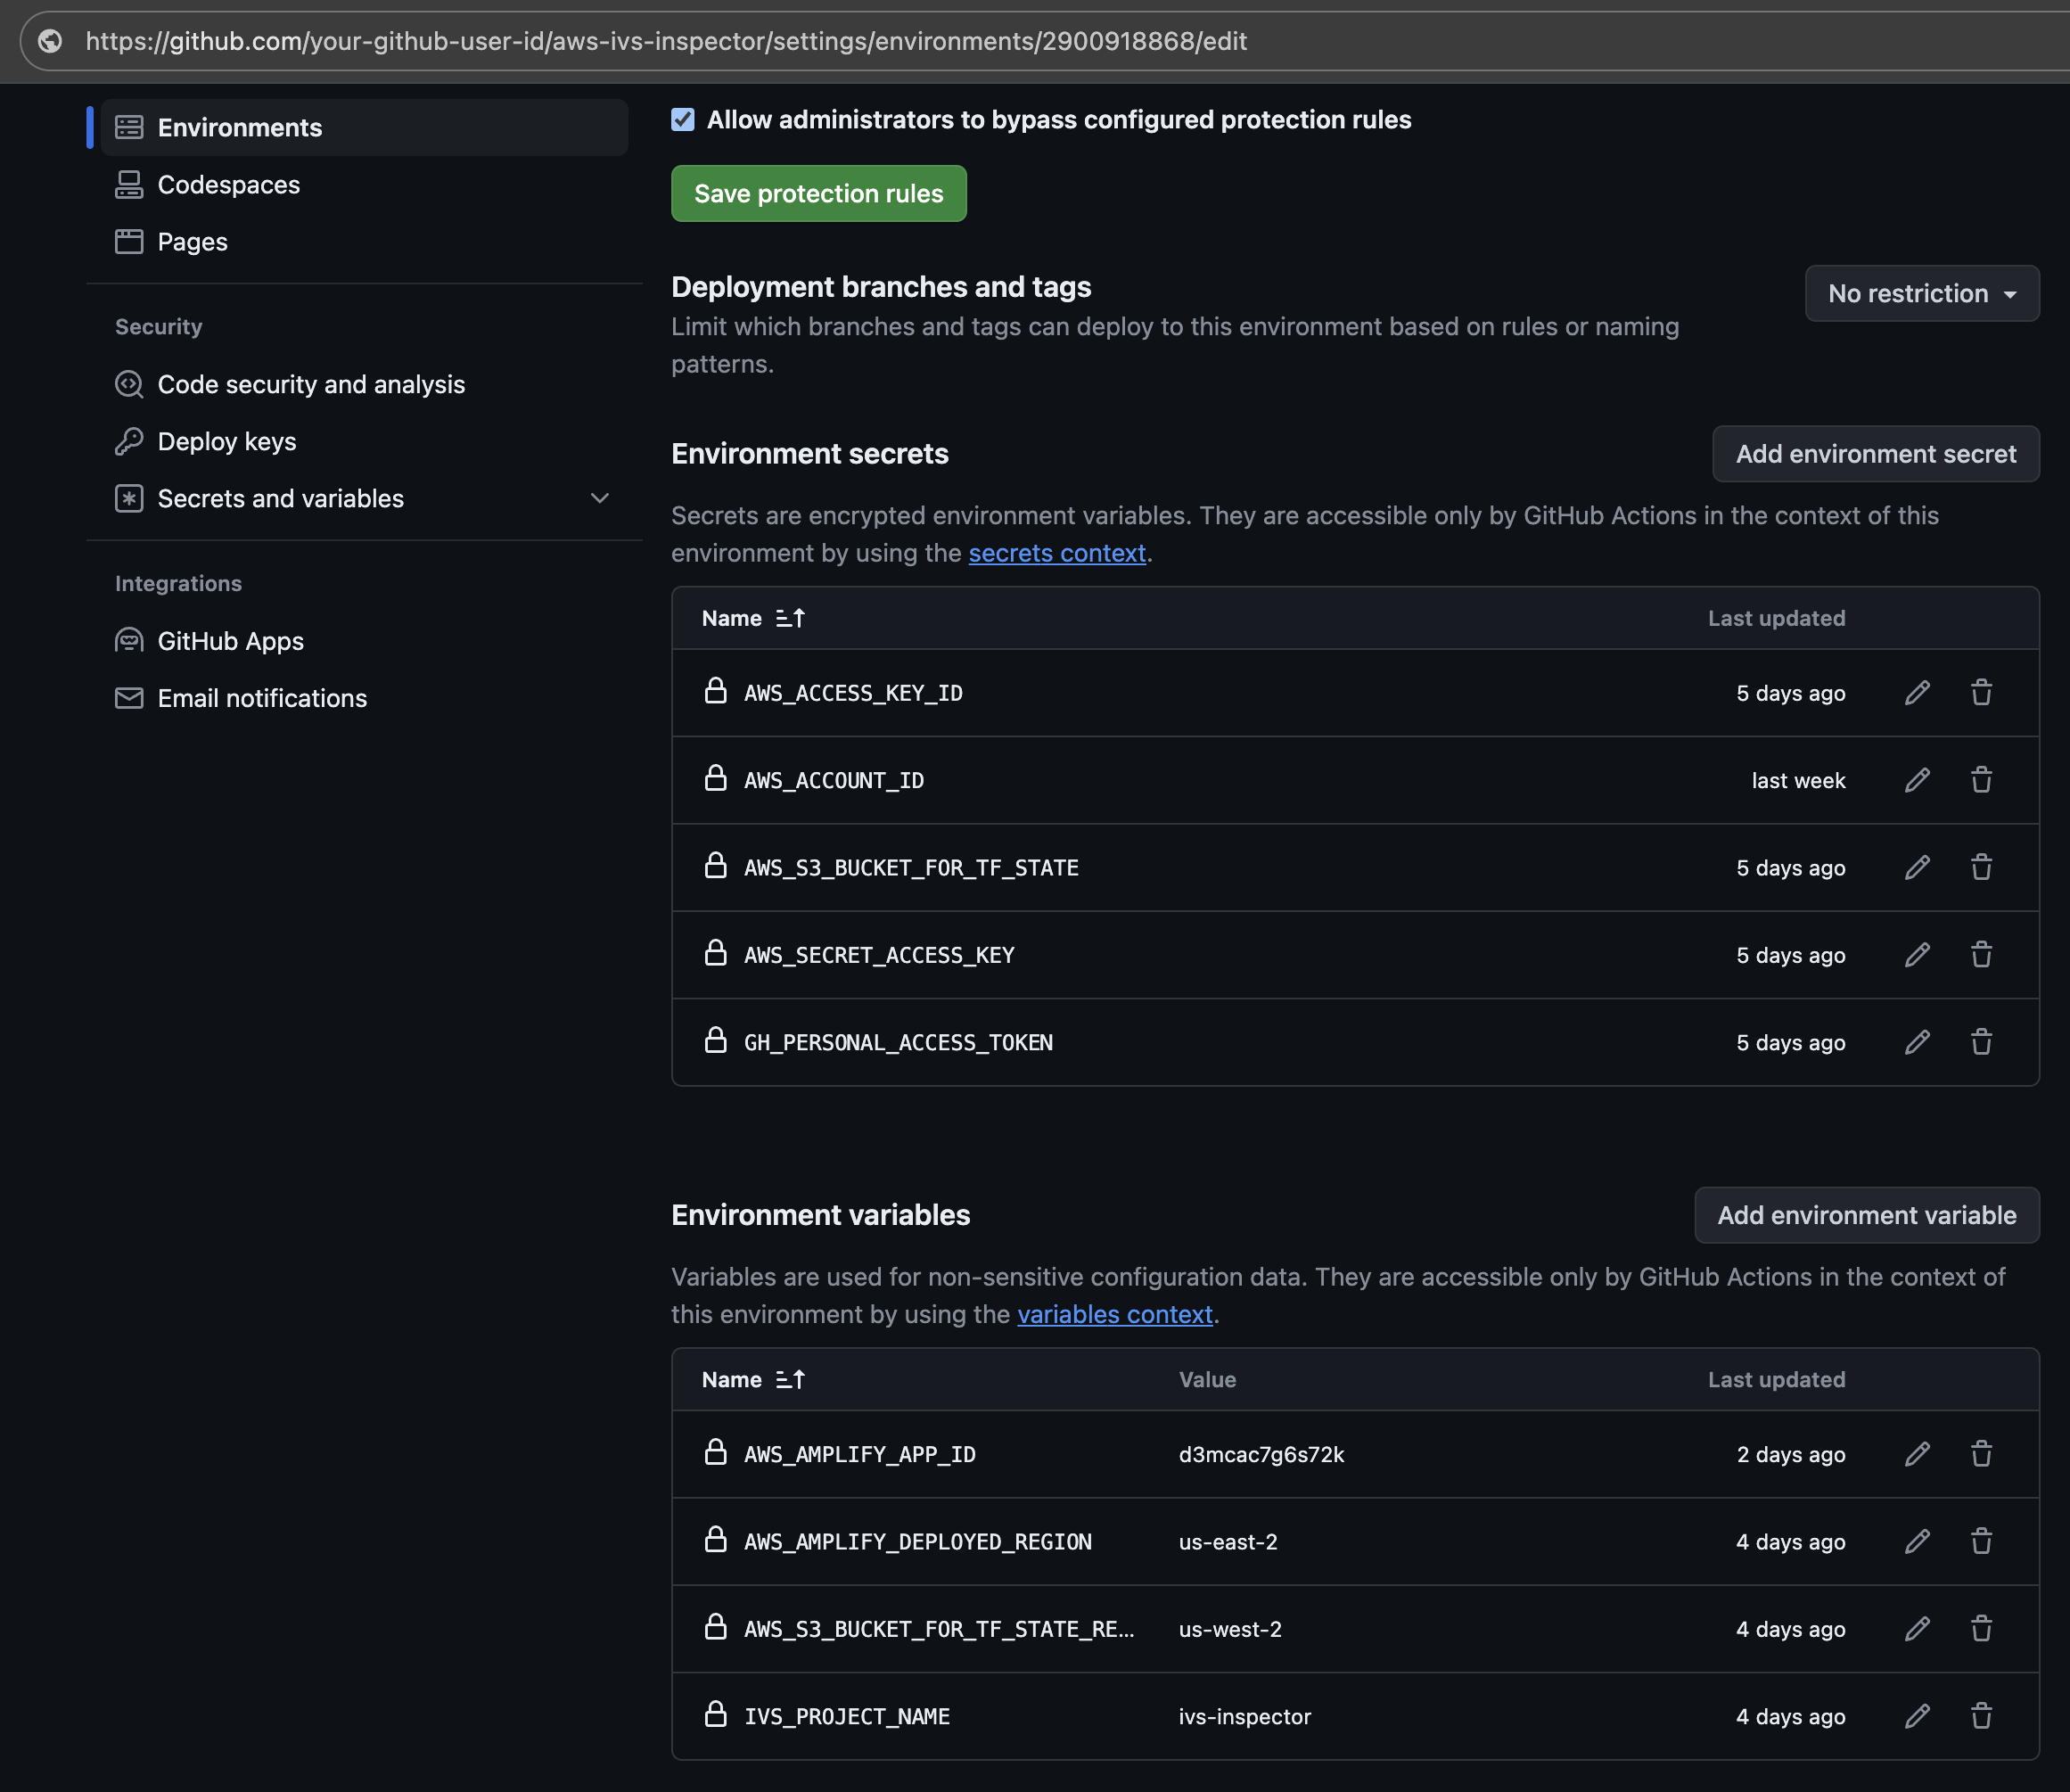 https://github.com/your-github-user-id/aws-ivs-inspector/settings/environments/2900918868/edit
Environments
Codespaces
Pages
Security
Code security and analysis
Deploy keys
Secrets and variables
Integrations
GitHub Apps
Email notifications
Allow administrators to bypass configured protection rules
Save protection rules
Deployment branches and tags
No restriction
Limit which branches and tags can deploy to this environment based on rules or naming
patterns.
Environment secrets
Add environment secret
Secrets are encrypted environment variables. They are accessible only by GitHub Actions in the context of this
environment by using the secrets context.
Name Last updated
AWS_ACCESS_KEY_ID 5 days ago
AWS_ACCOUNT_ID last week
AWS_S3_BUCKET_FOR_TF_STATE 5 days ago
AWS_SECRET_ACCESS_KEY 5 days ago
GH_PERSONAL_ACCESS_TOKEN 5 days ago
Environment variables
Add environment variable
Variables are used for non-sensitive configuration data. They are accessible only by GitHub Actions in the context of
this environment by using the variables context.
Name Value Last updated
AWS_AMPLIFY_APP_ID d3mcac7g6s72k 2 days ago
AWS_AMPLIFY_DEPLOYED_REGION us-east-2 4 days ago
AWS_S3_BUCKET_FOR_TF_STATE_RE... us-west-2 4 days ago
IVS_PROJECT_NAME ivs-inspector 4 days ago